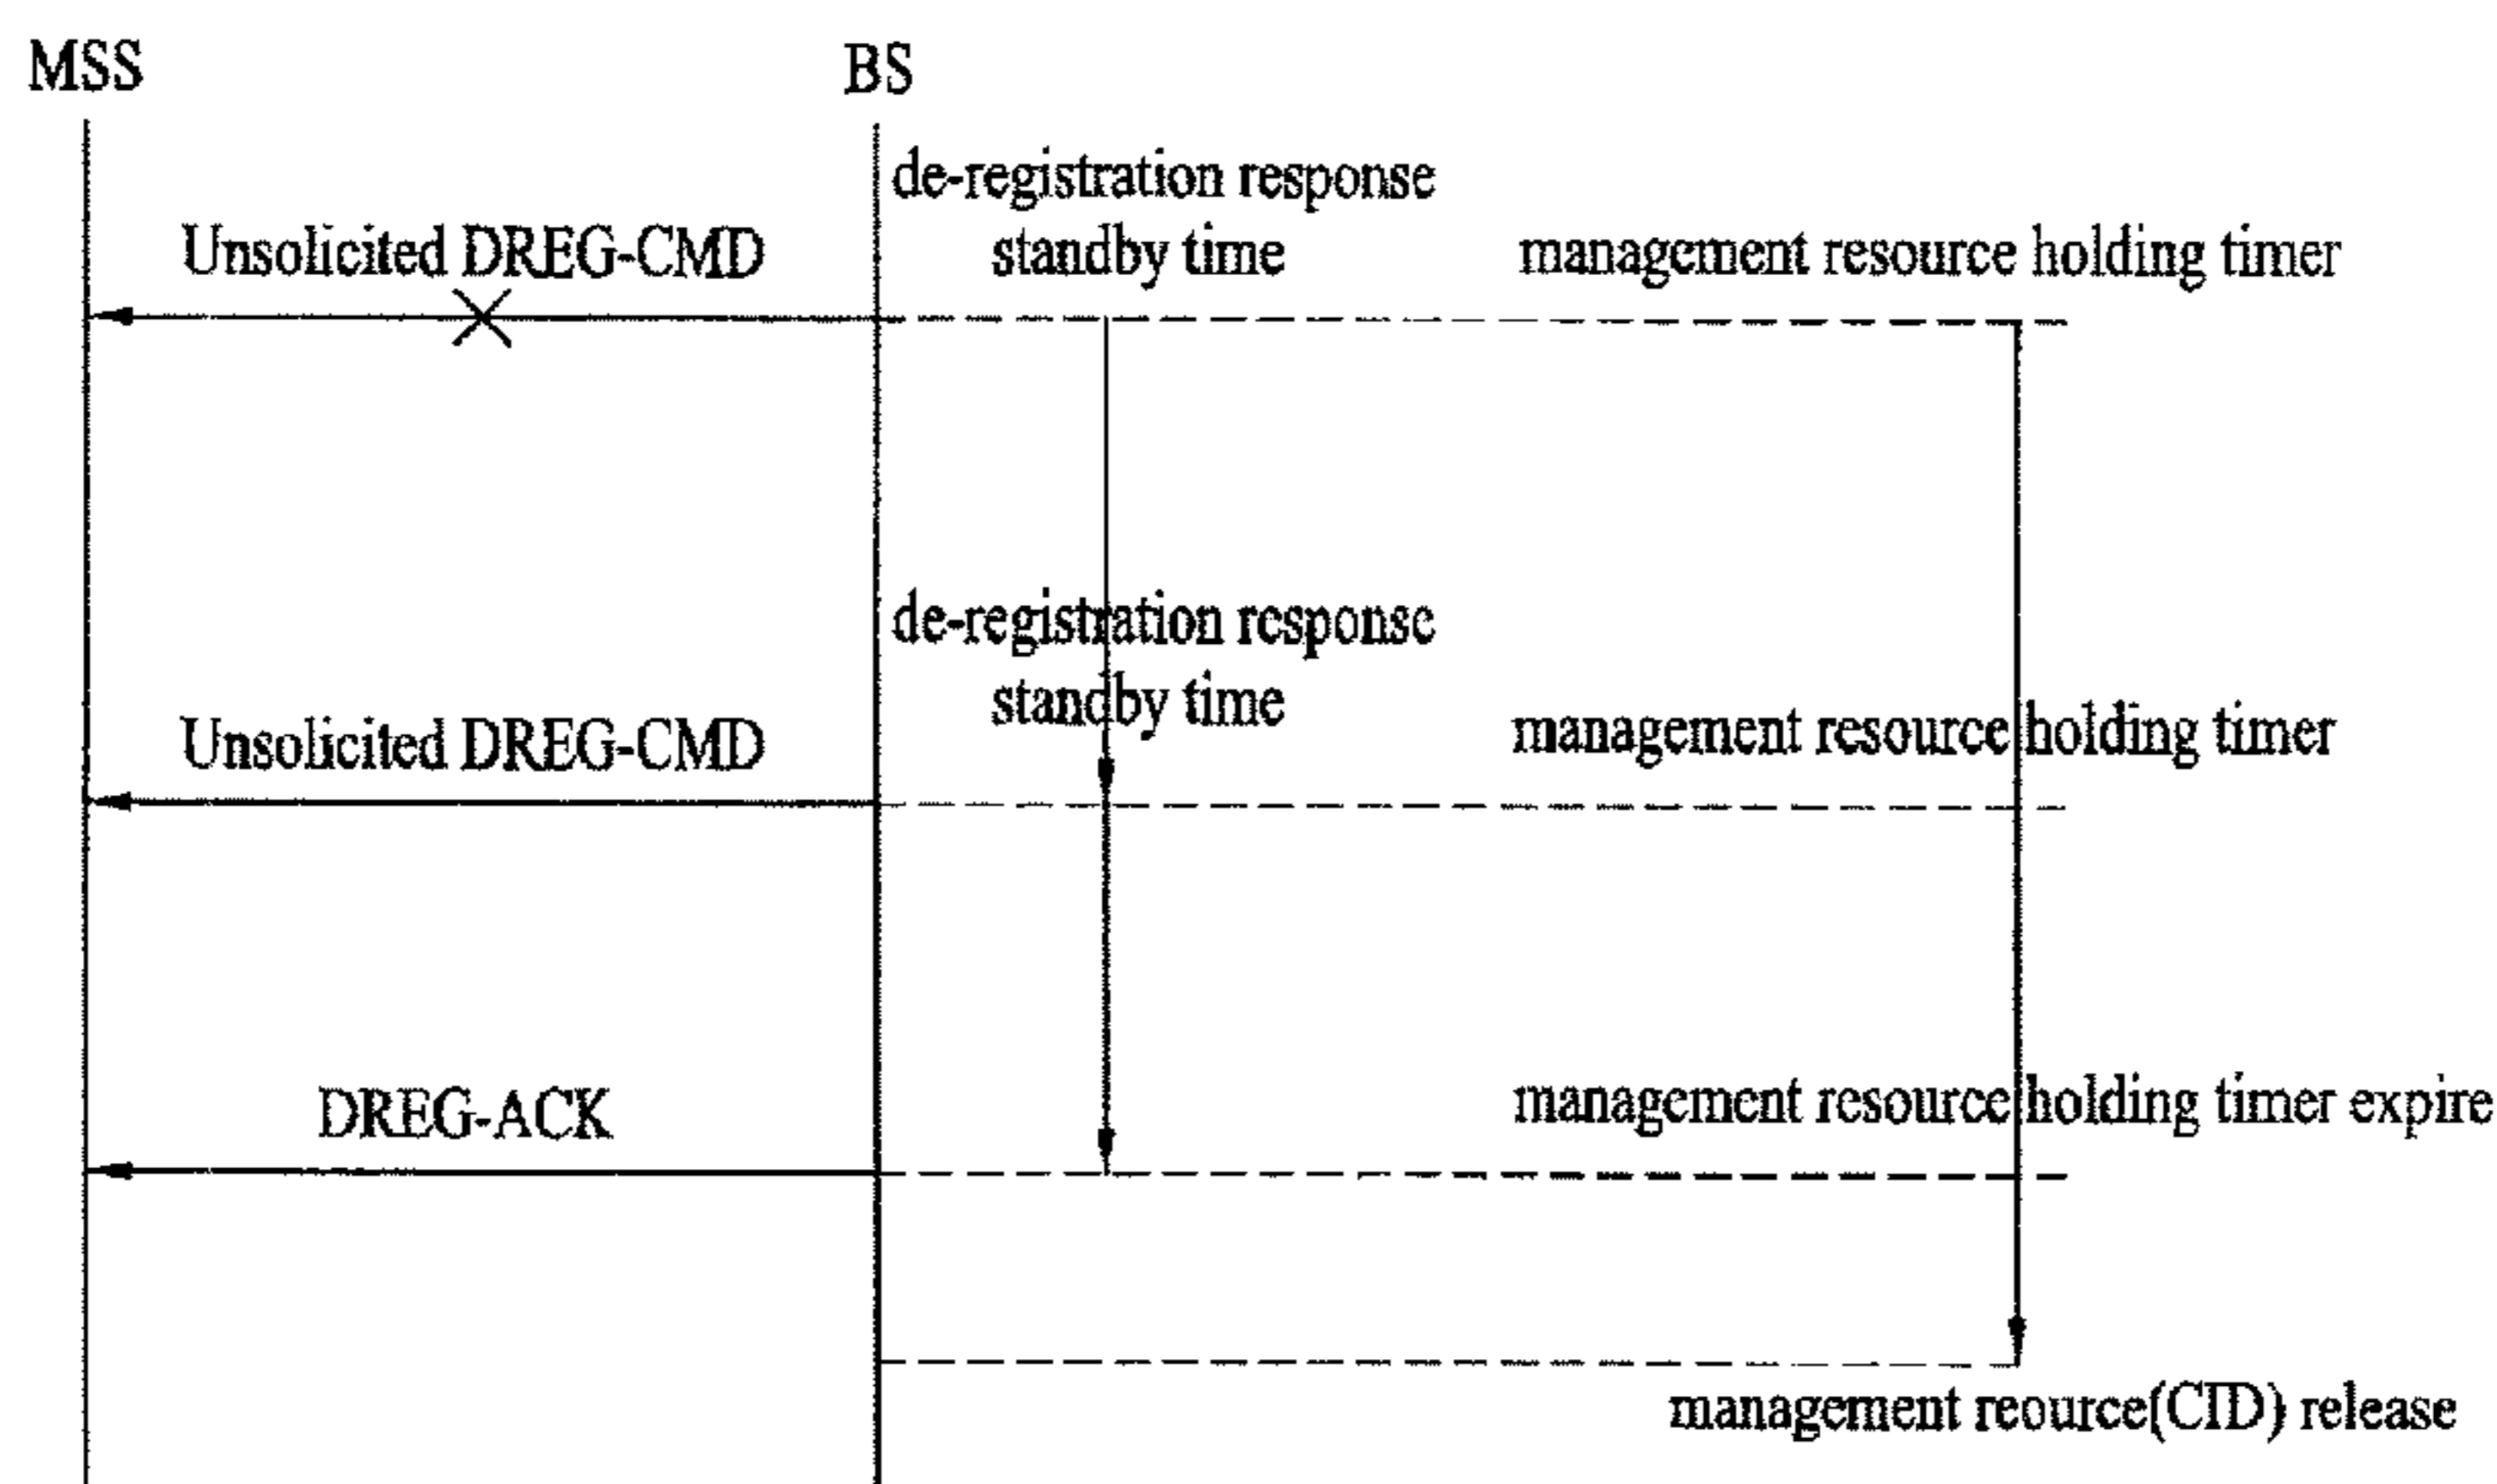 MSS
BS
de-registration response
standby time
Unsolicited DREG-CMD
management resource holding timer
de-registration response
standby time
Unsolicited DREG-CMD
management resource holding timer
DREG-ACK
management resource holding timer expire
management reource(CID) release